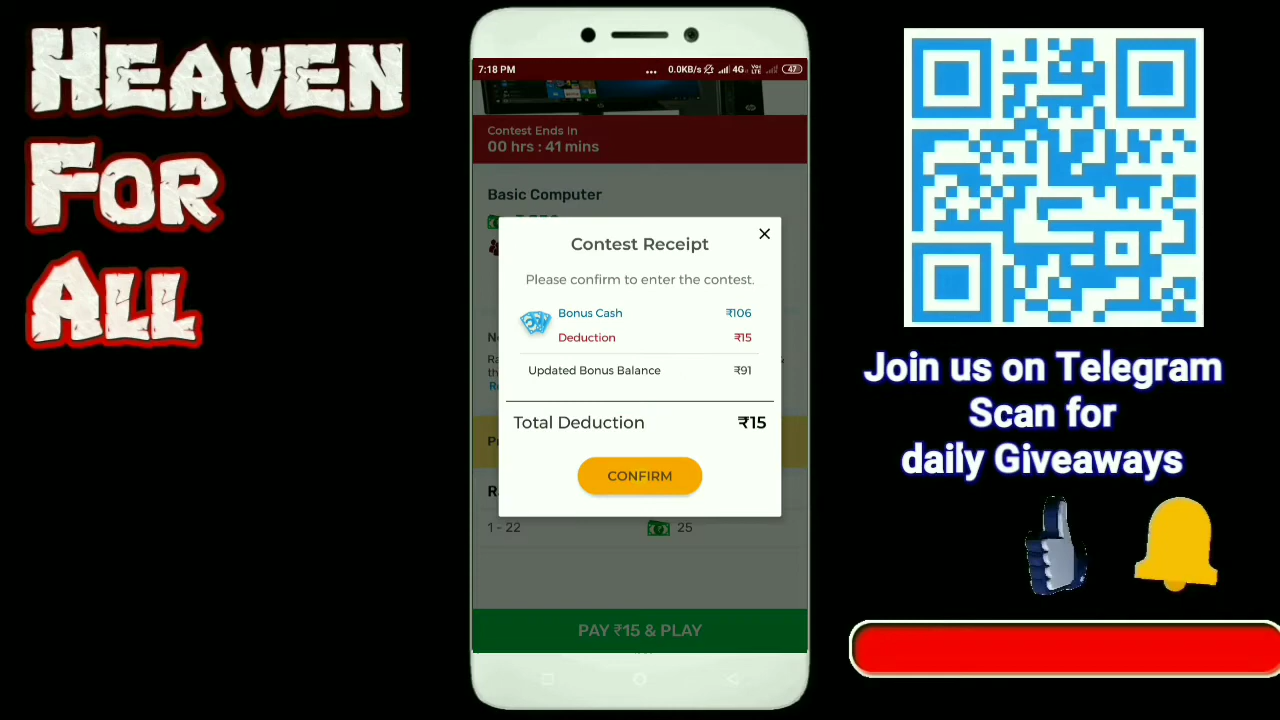 HEAVEN
FOR
ALL
7:18 PM
... 0.0KB/s 4G VoLTE 47
Contest Ends In
00 hrs : 41 mins
Basic Computer
Contest Receipt
Please confirm to enter the contest.
Bonus Cash ₹106
Deduction ₹15
Updated Bonus Balance ₹91
Total Deduction ₹15
CONFIRM
1 - 22 25
PAY ₹15 & PLAY
Join us on Telegram
Scan for
daily Giveaways